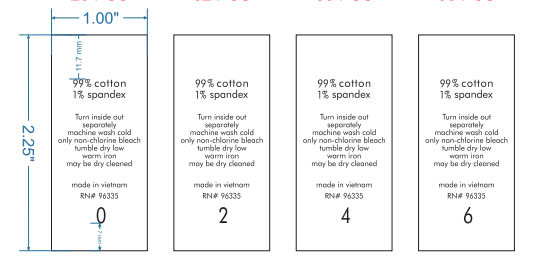 1.00"
11.7 mm
2.25"
99% cotton
1% spandex
Turn inside out
separately
machine wash cold
only non-chlorine bleach
tumble dry low
warm iron
may be dry cleaned
made in vietnam
RN# 96335
0
7 mm
99% cotton
1% spandex
Turn inside out
separately
machine wash cold
only non-chlorine bleach
tumble dry low
warm iron
may be dry cleaned
made in vietnam
RN# 96335
2
99% cotton
1% spandex
Turn inside out
separately
machine wash cold
only non-chlorine bleach
tumble dry low
warm iron
may be dry cleaned
made in vietnam
RN# 96335
4
99% cotton
1% spandex
Turn inside out
separately
machine wash cold
only non-chlorine bleach
tumble dry low
warm iron
may be dry cleaned
made in vietnam
RN# 96335
6